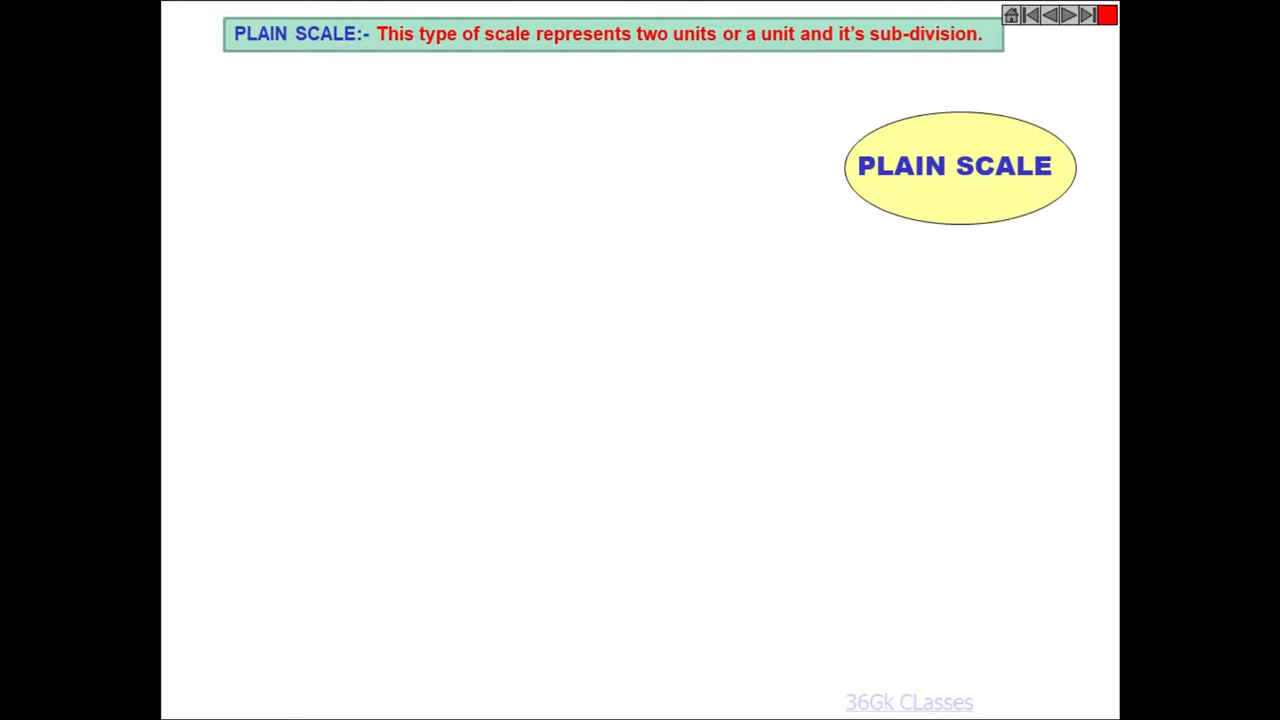 PLAIN SCALE:- This type of scale represents two units or a unit and it's sub-division.
PLAIN SCALE
36Gk CLasses